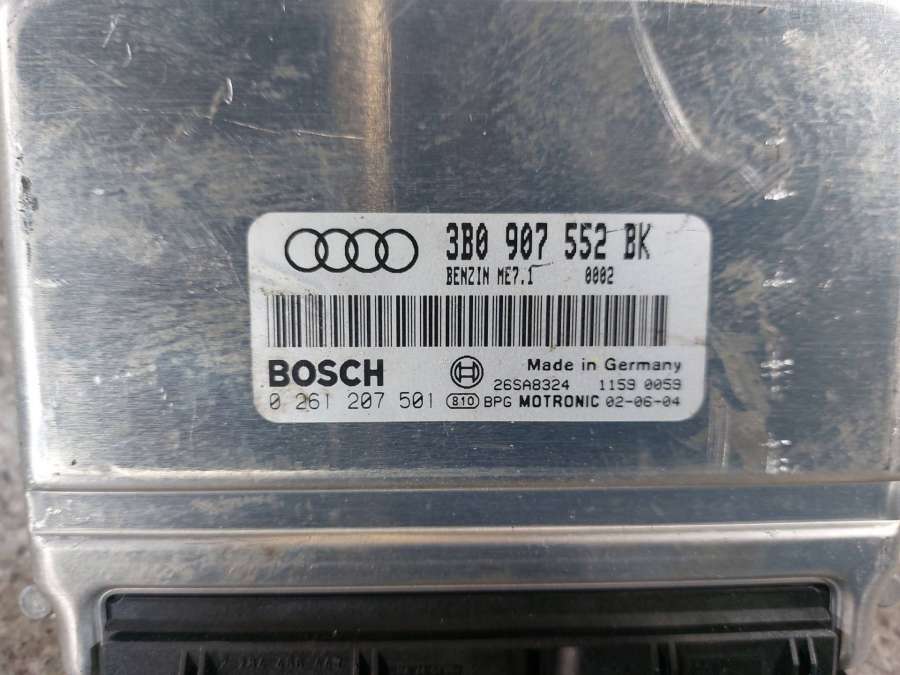 3B0 907 552 BK
BENZIN ME7.1 0002
BOSCH
Made in Germany
26SA8324 1159 0059
0 261 207 501 810 BPG MOTRONIC 02-06-04